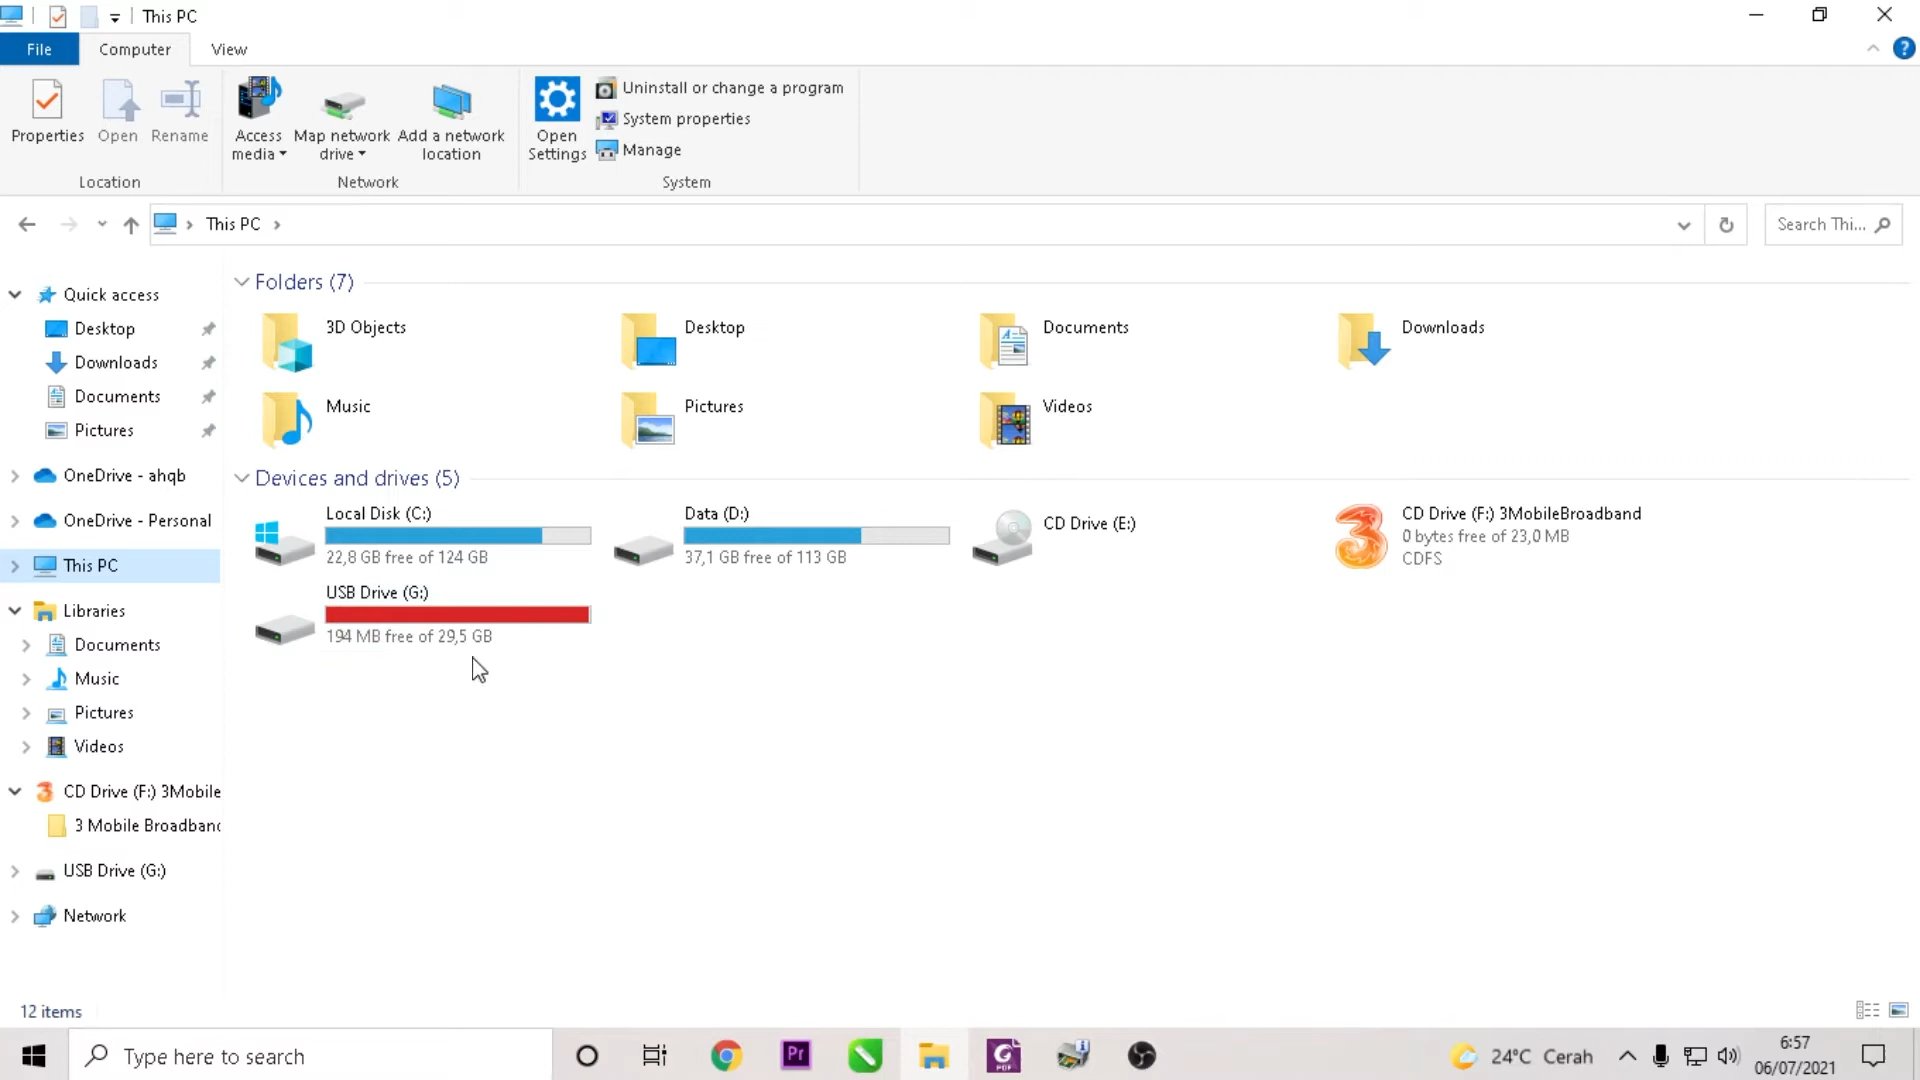 This PC
File
Computer
View
Properties
Open
Rename
Location
Access
media
Map network
drive
Add a network
location
Network
Open
Settings
Uninstall or change a program
System properties
Manage
System
This PC
Search Thi...
Quick access
Desktop
Downloads
Documents
Pictures
OneDrive - ahqb
OneDrive - Personal
This PC
Libraries
Documents
Music
Pictures
Videos
CD Drive (F:) 3Mobile
3 Mobile Broadband
USB Drive (G:)
Network
Folders (7)
3D Objects
Desktop
Documents
Downloads
Music
Pictures
Videos
Devices and drives (5)
Local Disk (C:)
22,8 GB free of 124 GB
Data (D:)
37,1 GB free of 113 GB
CD Drive (E:)
CD Drive (F:) 3MobileBroadband
0 bytes free of 23,0 MB
CDFS
USB Drive (G:)
194 MB free of 29,5 GB
12 items
Type here to search
Pr
PDF
24°C Cerah
6:57
06/07/2021